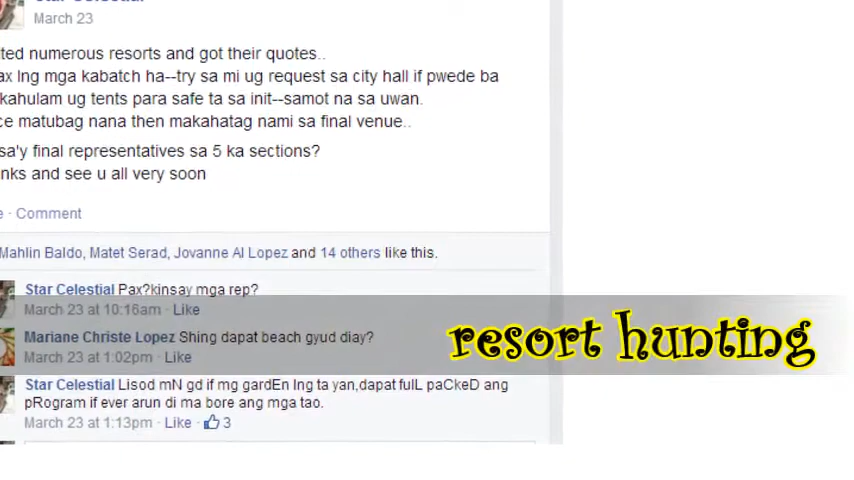 Star Celestial
March 23
ted numerous resorts and got their quotes..
ax lng mga kabatch ha--try sa mi ug request sa city hall if pwede ba
kahulam ug tents para safe ta sa init--samot na sa uwan.
ce matubag nana then makahatag nami sa final venue..
sa'y final representatives sa 5 ka sections?
nks and see u all very soon
e · Comment
Mahlin Baldo, Matet Serad, Jovanne Al Lopez and 14 others like this.
Star Celestial Pax?kinsay mga rep?
March 23 at 10:16am · Like
Mariane Christe Lopez Shing dapat beach gyud diay?
March 23 at 1:02pm · Like
resort hunting
Star Celestial Lisod mN gd if mg gardEn lng ta yan,dapat fulL paCkeD ang
pRogram if ever arun di ma bore ang mga tao.
March 23 at 1:13pm · Like · 3